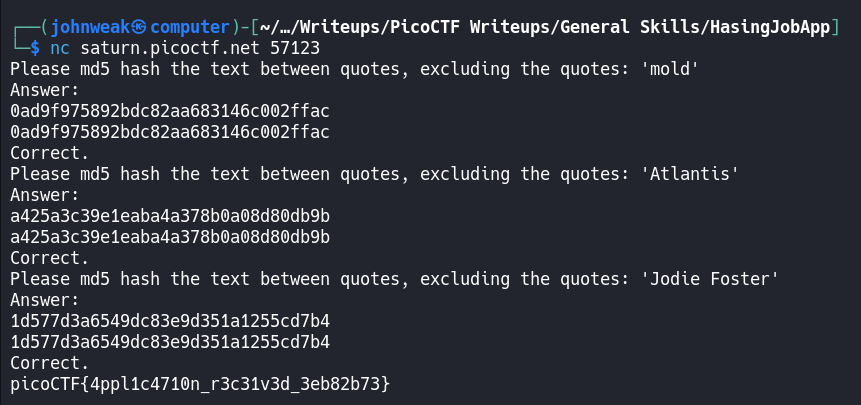 ┌──(johnweak㉿computer)-[~/…/Writeups/PicoCTF Writeups/General Skills/HasingJobApp]
└─$ nc saturn.picoctf.net 57123
Please md5 hash the text between quotes, excluding the quotes: 'mold'
Answer:
0ad9f975892bdc82aa683146c002ffac
0ad9f975892bdc82aa683146c002ffac
Correct.
Please md5 hash the text between quotes, excluding the quotes: 'Atlantis'
Answer:
a425a3c39e1eaba4a378b0a08d80db9b
a425a3c39e1eaba4a378b0a08d80db9b
Correct.
Please md5 hash the text between quotes, excluding the quotes: 'Jodie Foster'
Answer:
1d577d3a6549dc83e9d351a1255cd7b4
1d577d3a6549dc83e9d351a1255cd7b4
Correct.
picoCTF{4ppl1c4710n_r3c31v3d_3eb82b73}